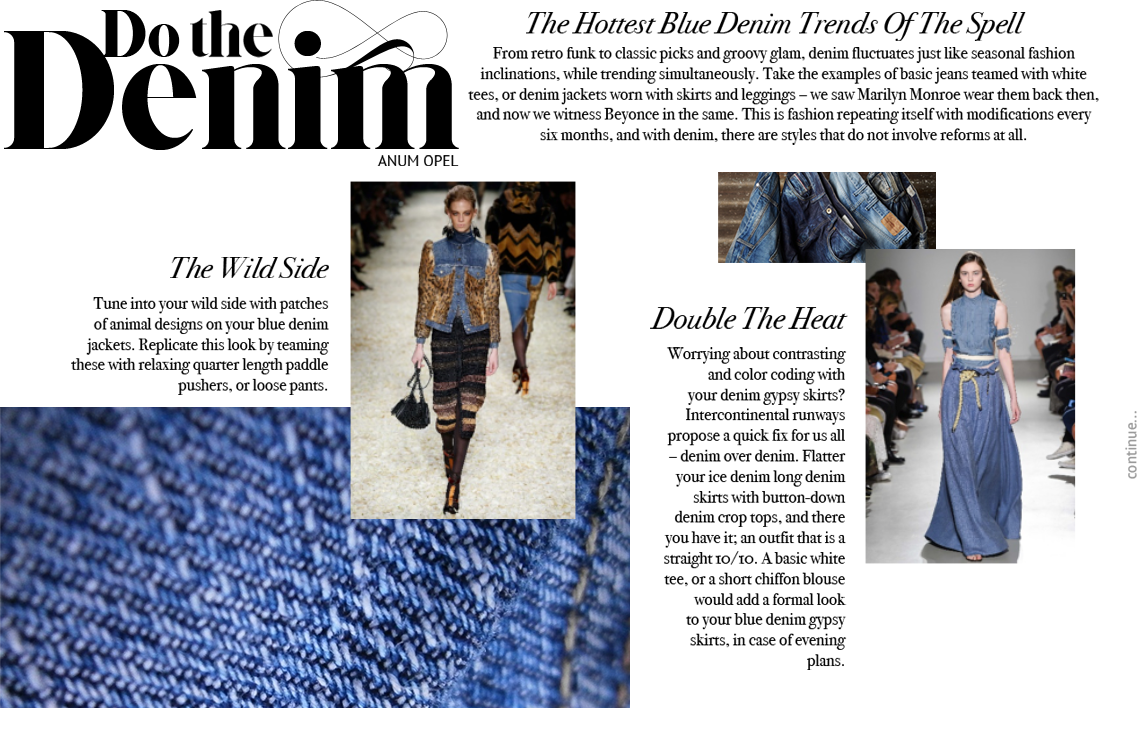 Do the
Denim
ANUM OPEL
The Hottest Blue Denim Trends Of The Spell
From retro funk to classic picks and groovy glam, denim fluctuates just like seasonal fashion
inclinations, while trending simultaneously. Take the examples of basic jeans teamed with white
tees, or denim jackets worn with skirts and leggings – we saw Marilyn Monroe wear them back then,
and now we witness Beyonce in the same. This is fashion repeating itself with modifications every
six months, and with denim, there are styles that do not involve reforms at all.
The Wild Side
Tune into your wild side with patches
of animal designs on your blue denim
jackets. Replicate this look by teaming
these with relaxing quarter length paddle
pushers, or loose pants.
Double The Heat
Worrying about contrasting
and color coding with
your denim gypsy skirts?
Intercontinental runways
propose a quick fix for us all
– denim over denim. Flatter
your ice denim long denim
skirts with button-down
denim crop tops, and there
you have it; an outfit that is a
straight 10/10. A basic white
tee, or a short chiffon blouse
would add a formal look
to your blue denim gypsy
skirts, in case of evening
plans.
continue...